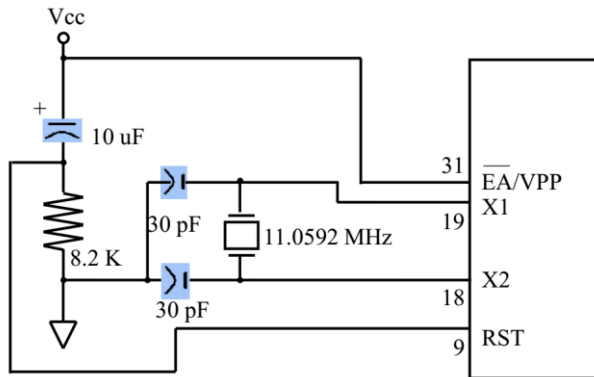 Vcc
+
10 uF
31
EA/VPP
30 pF
19
X1
11.0592 MHz
8.2 K
X2
30 pF
18
RST
9